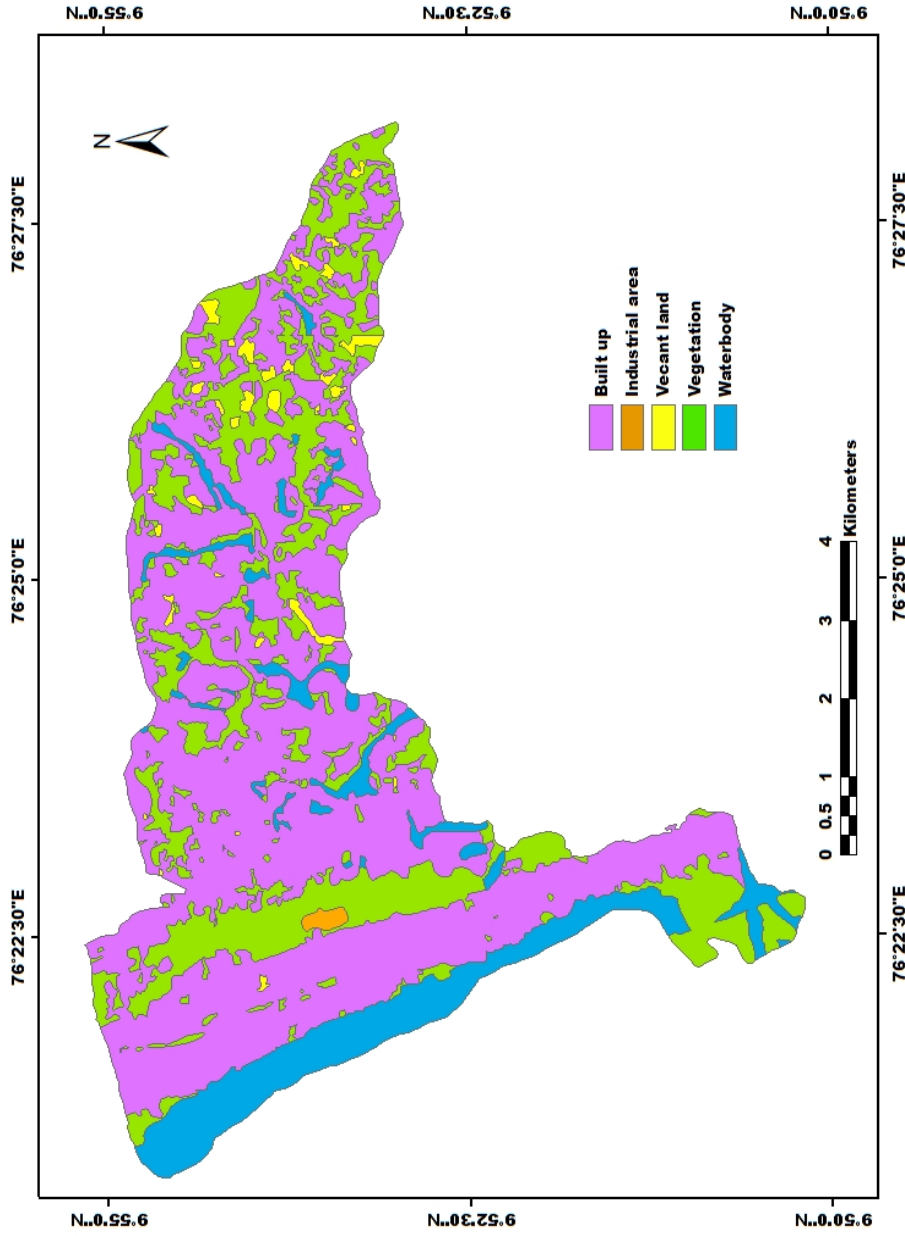 76°22'30"E
76°25'0"E
76°27'30"E
9°55'0"N
9°55'0"N
N
9°52'30"N
9°52'30"N
9°50'0"N
9°50'0"N
Built up
Industrial area
Vecant land
Vegetation
Waterbody
0 0.5 1 2 3 4
Kilometers
76°22'30"E
76°25'0"E
76°27'30"E